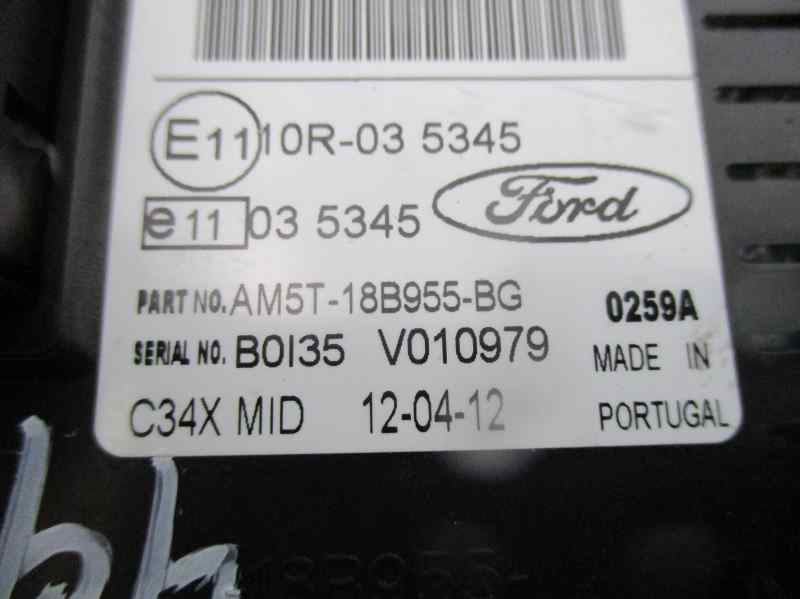 E11 10R-03 5345
e11 03 5345
Ford
PART NO. AM5T-18B955-BG 0259A
SERIAL NO. B0I35 V010979 MADE IN
C34X MID 12-04-12 PORTUGAL
18B955-